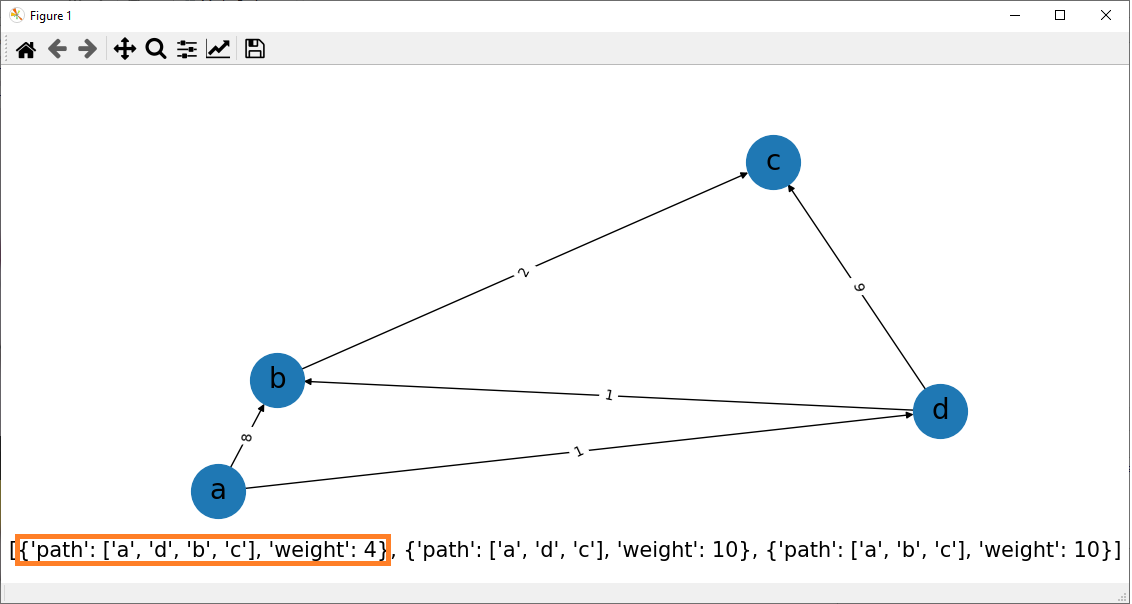 Figure 1
c
2
9
b
1
d
8
1
a
[{'path': ['a', 'd', 'b', 'c'], 'weight': 4}, {'path': ['a', 'd', 'c'], 'weight': 10}, {'path': ['a', 'b', 'c'], 'weight': 10}]